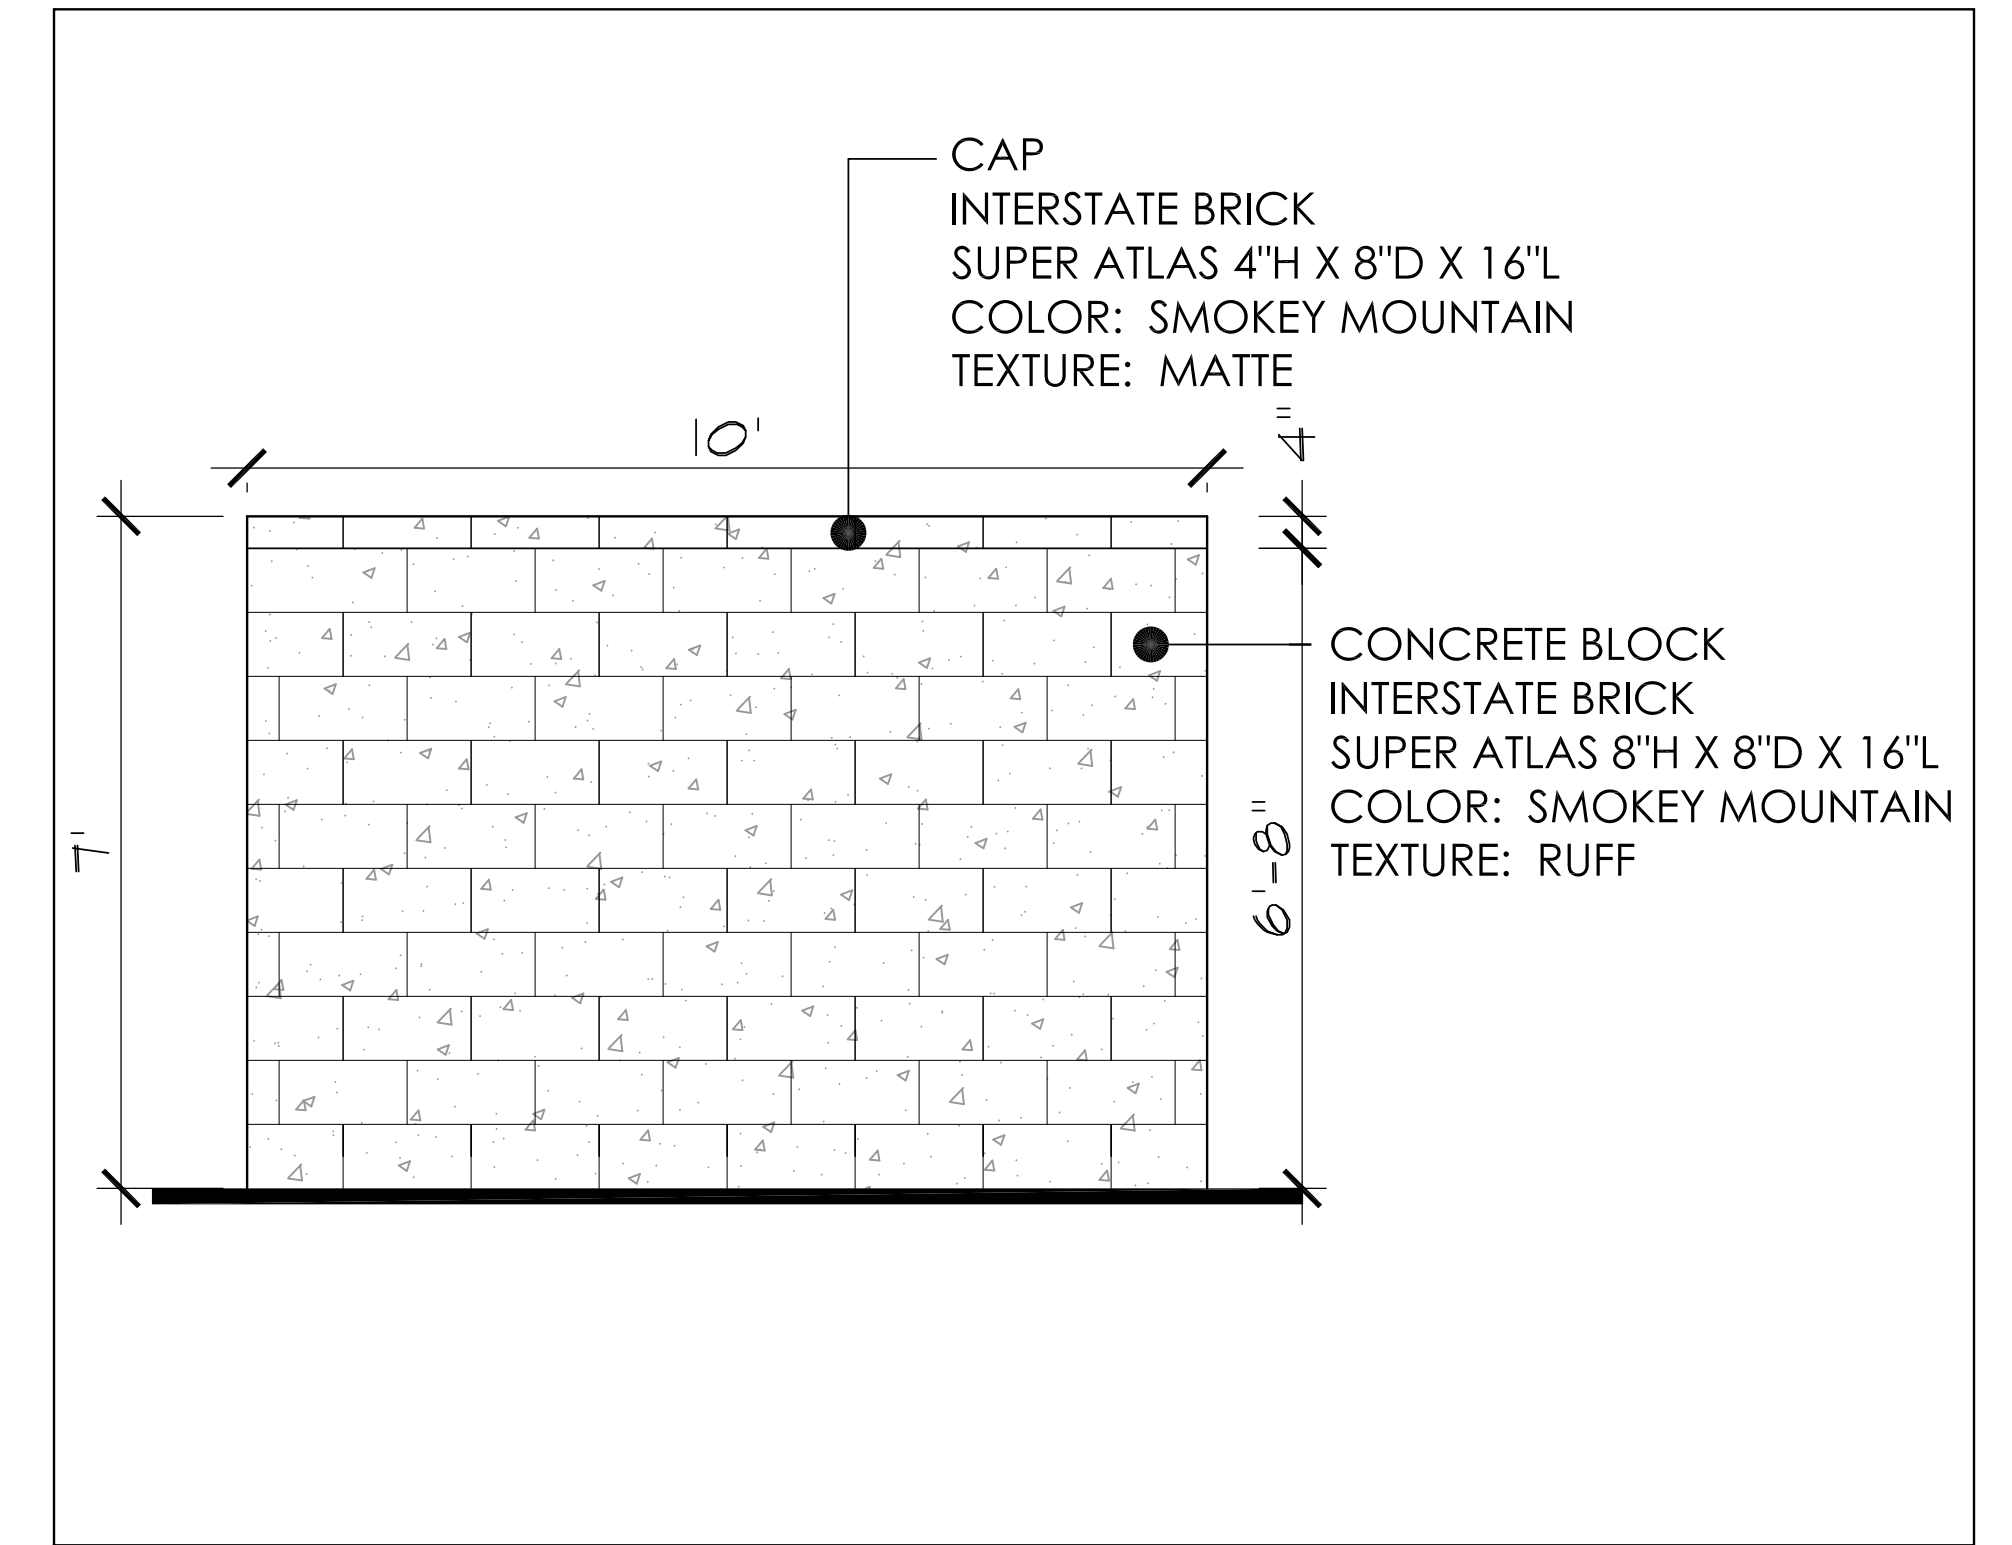 CAP
INTERSTATE BRICK
SUPER ATLAS 4"H X 8"D X 16"L
COLOR: SMOKEY MOUNTAIN
TEXTURE: MATTE
10'
4"
CONCRETE BLOCK
INTERSTATE BRICK
SUPER ATLAS 8"H X 8"D X 16"L
COLOR: SMOKEY MOUNTAIN
TEXTURE: RUFF
7'
6'-8"